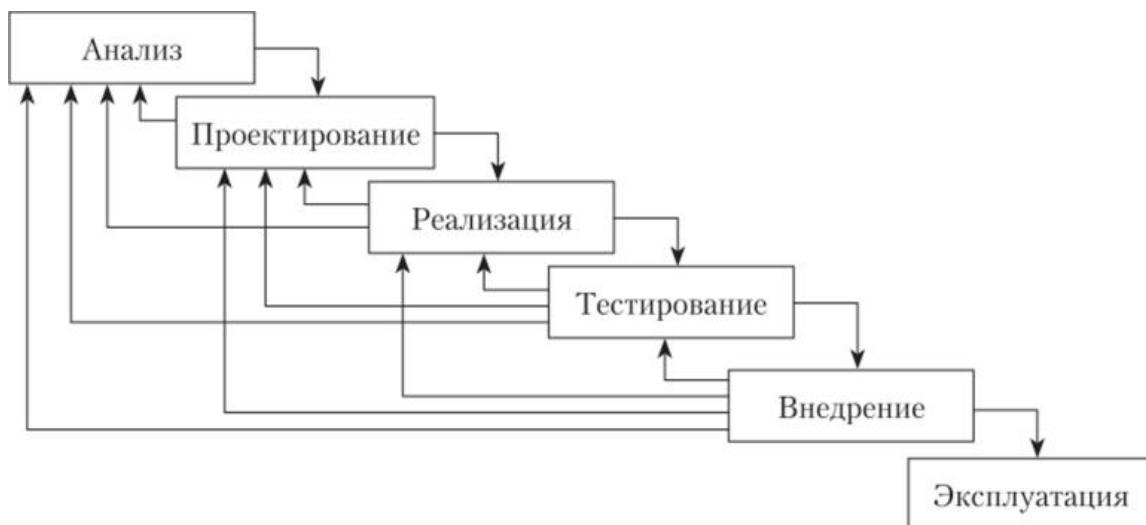 Анализ
Проектирование
Реализация
Тестирование
Внедрение
Эксплуатация